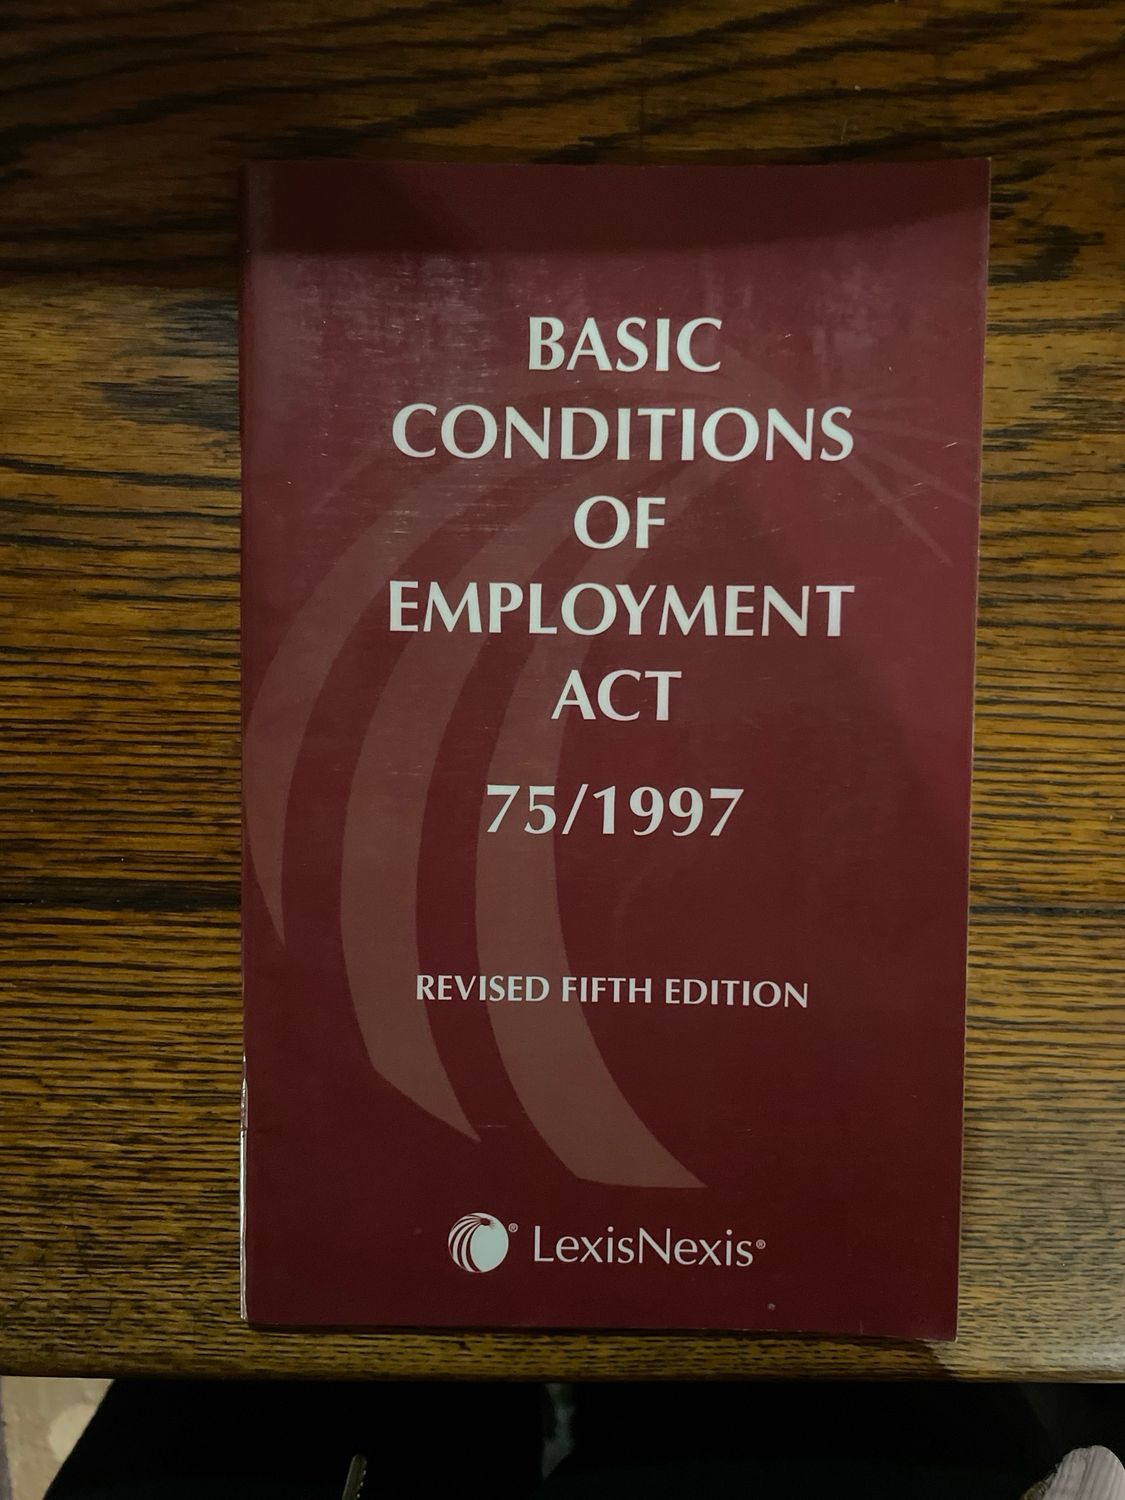 BASIC
CONDITIONS
OF
EMPLOYMENT
ACT
75/1997
REVISED FIFTH EDITION
® LexisNexis®